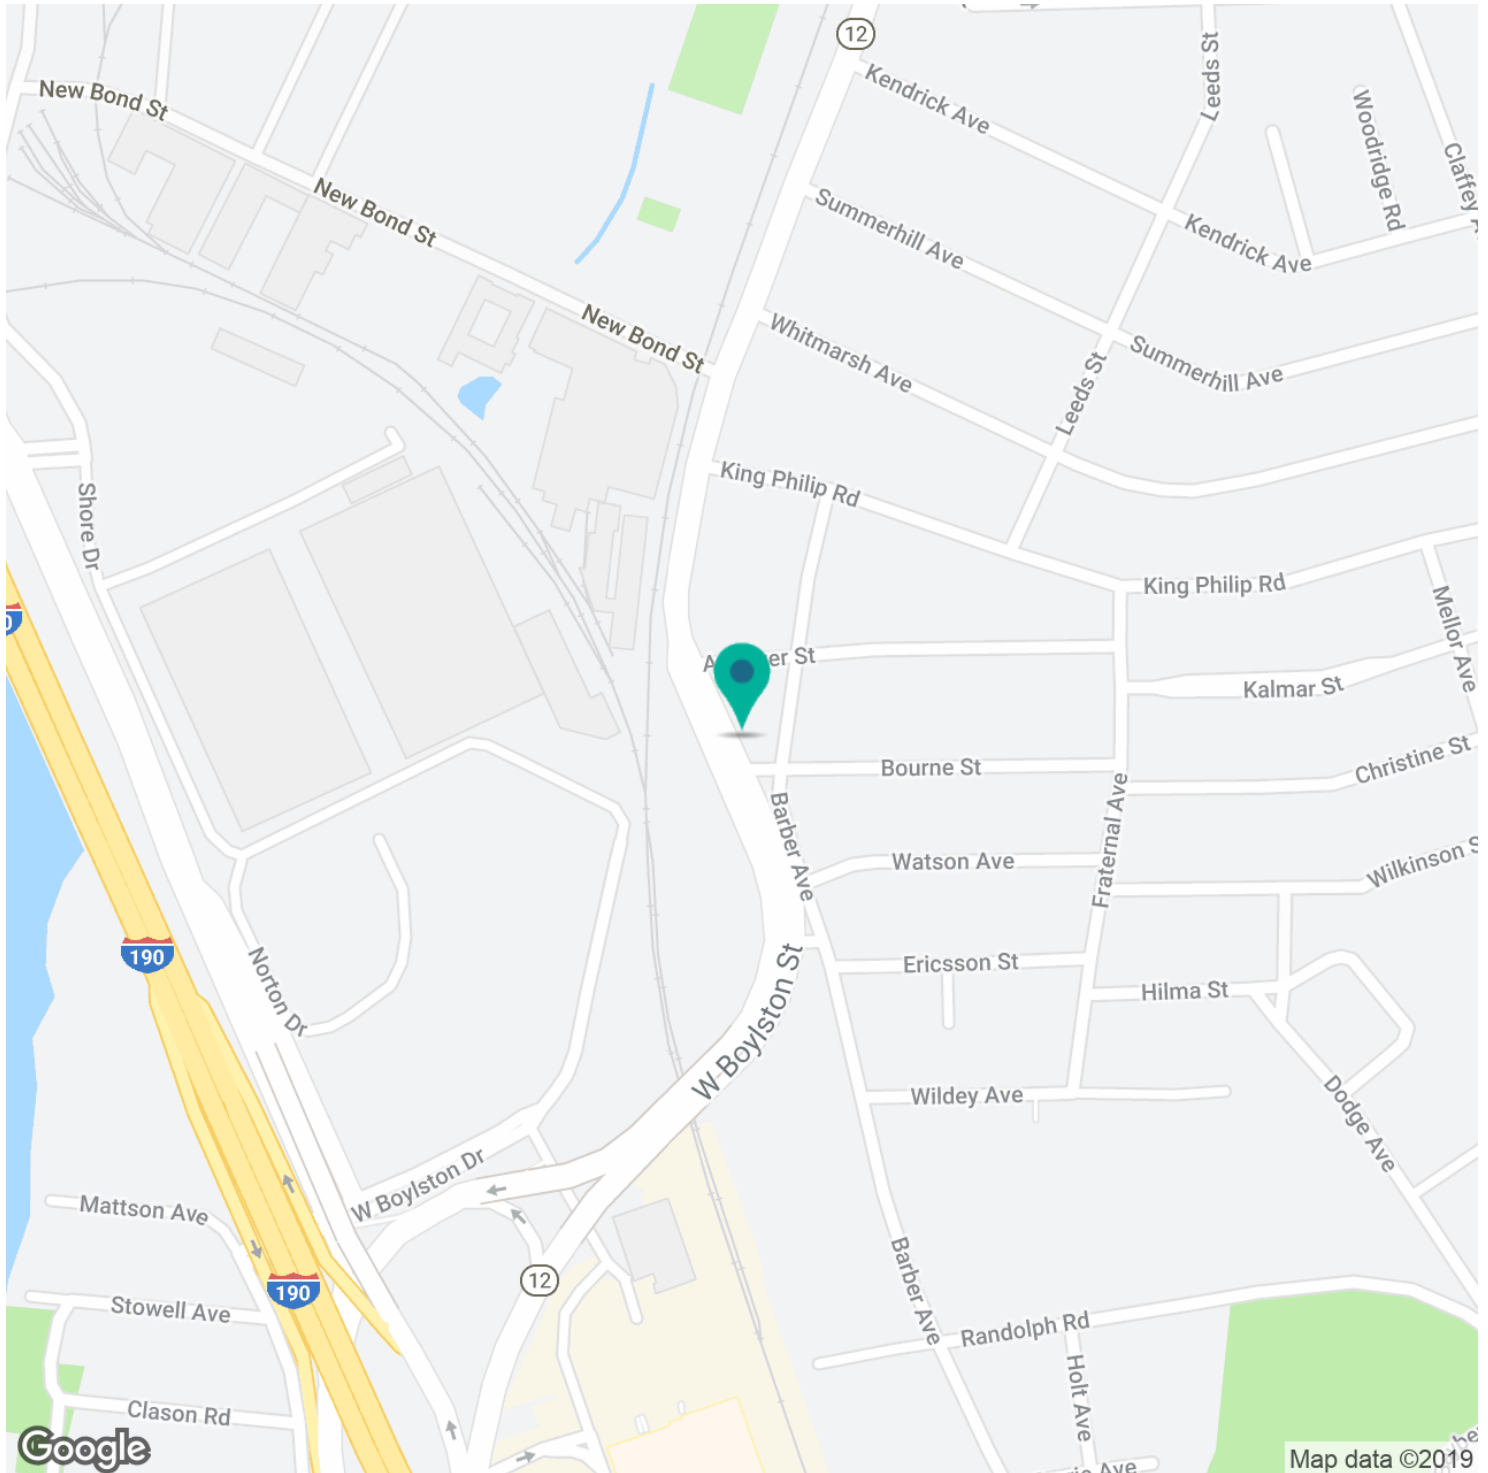 12
Kendrick Ave
Leeds St
New Bond St
Woodridge Rd
Claffey
New Bond St
Summerhill Ave
Kendrick Ave
New Bond St
Whitmarsh Ave
Summerhill Ave
Leeds St
King Philip Rd
Shore Dr
King Philip Rd
Mellor Ave
St
Kalmar St
Bourne St
Christine St
Barber Ave
Fraternal Ave
Watson Ave
Wilkinson
190
Norton Dr
W Boylston St
Ericsson St
Hilma St
Wildey Ave
Dodge Ave
W Boylston Dr
Mattson Ave
12
190
Stowell Ave
Barber Ave
Randolph Rd
Holt Ave
Clason Rd
Google
Ave
Map data ©2019